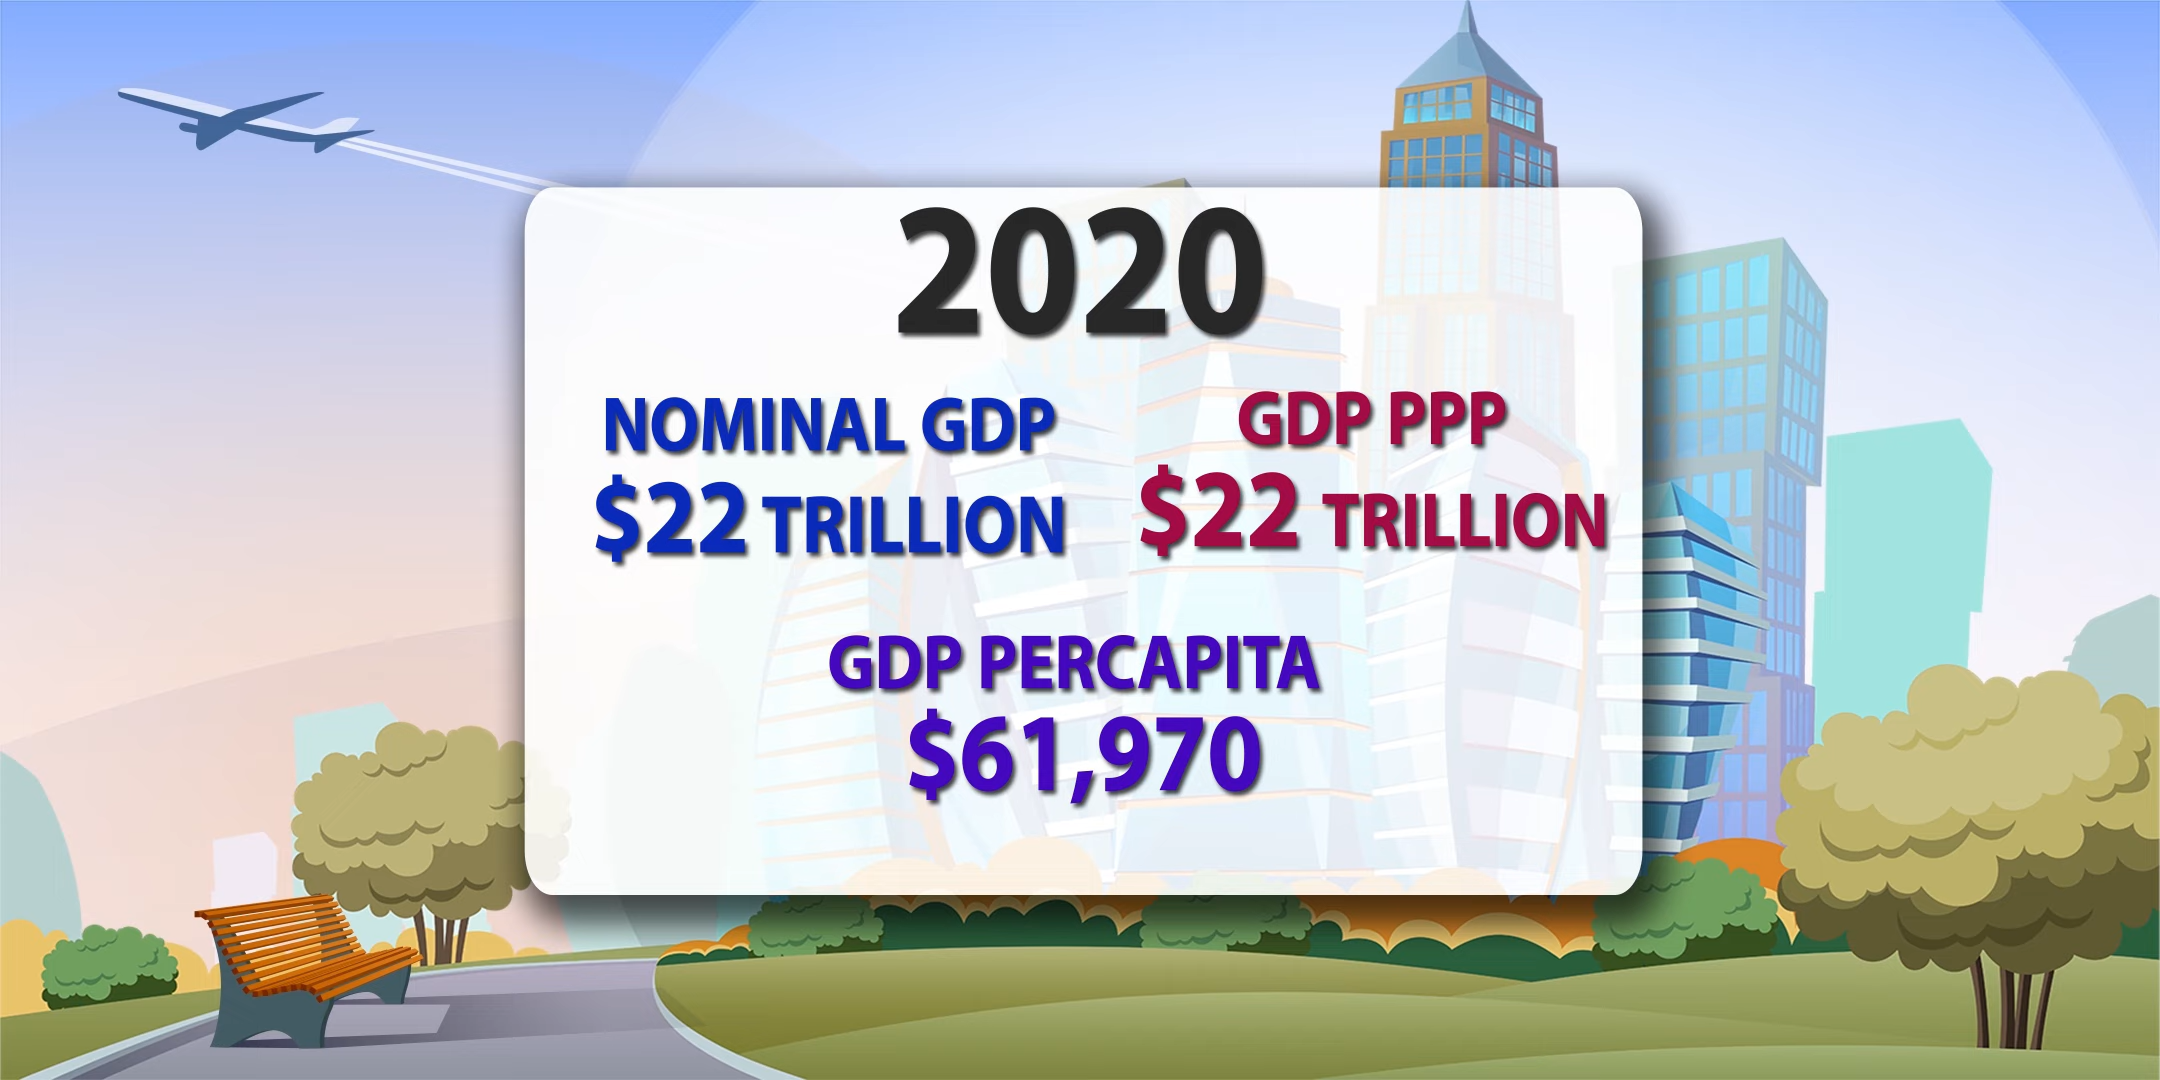 2020
NOMINAL GDP
$22 TRILLION
GDP PPP
$22 TRILLION
GDP PERCAPITA
$61,970